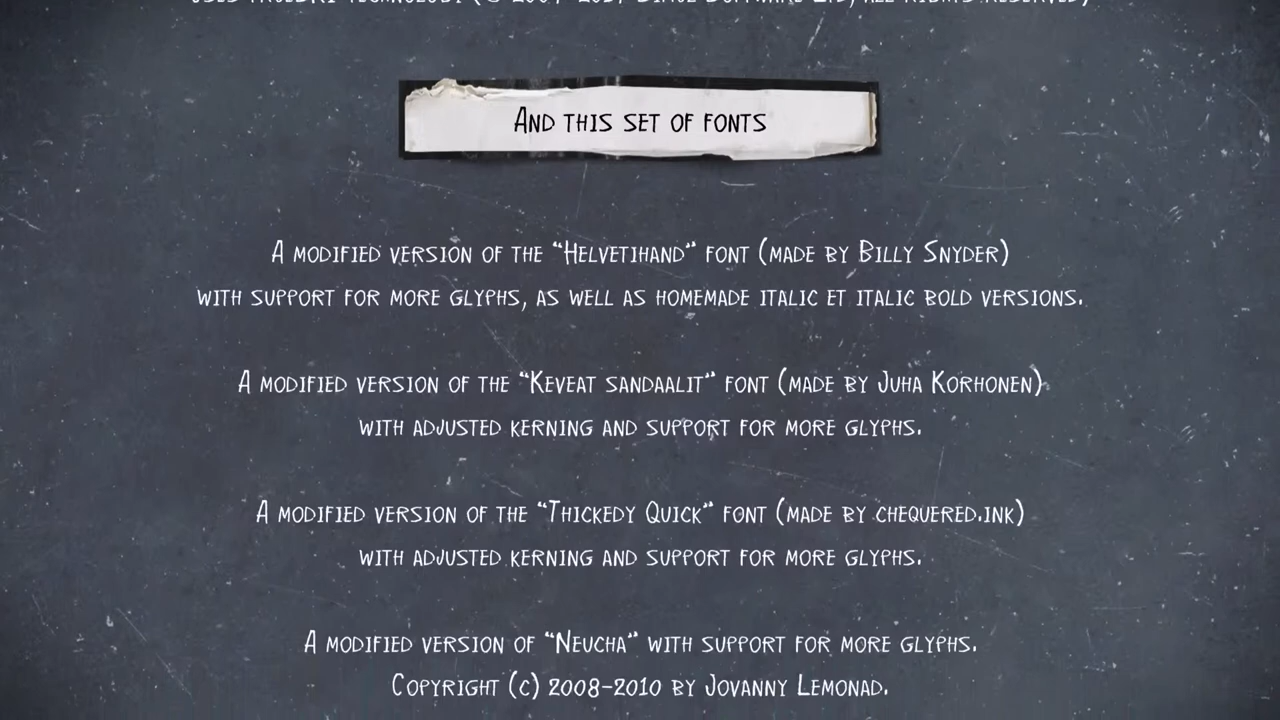 And this set of fonts
A modified version of the “Helvetihand” font (made by Billy Snyder)
with support for more glyphs, as well as homemade italic et italic bold versions.
A modified version of the “Keveat sandaalit” font (made by Juha Korhonen)
with adjusted kerning and support for more glyphs.
A modified version of the “Thickedy Quick” font (made by chequered.ink)
with adjusted kerning and support for more glyphs.
A modified version of “Neucha” with support for more glyphs.
Copyright (c) 2008-2010 by Jovanny Lemonad.